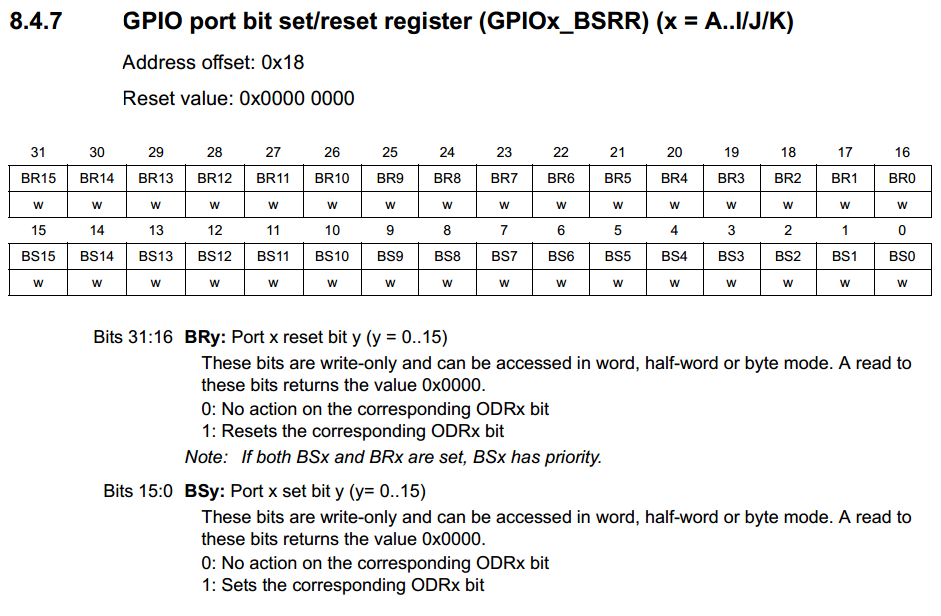 8.4.7 GPIO port bit set/reset register (GPIOx_BSRR) (x = A..I/J/K)
Address offset: 0x18
Reset value: 0x0000 0000
31 30 29 28 27 26 25 24 23 22 21 20 19 18 17 16
BR15 BR14 BR13 BR12 BR11 BR10 BR9 BR8 BR7 BR6 BR5 BR4 BR3 BR2 BR1 BR0
w w w w w w w w w w w w w w w w
15 14 13 12 11 10 9 8 7 6 5 4 3 2 1 0
BS15 BS14 BS13 BS12 BS11 BS10 BS9 BS8 BS7 BS6 BS5 BS4 BS3 BS2 BS1 BS0
w w w w w w w w w w w w w w w w
Bits 31:16 BRy: Port x reset bit y (y = 0..15)
These bits are write-only and can be accessed in word, half-word or byte mode. A read to
these bits returns the value 0x0000.
0: No action on the corresponding ODRx bit
1: Resets the corresponding ODRx bit
Note: If both BSx and BRx are set, BSx has priority.
Bits 15:0 BSy: Port x set bit y (y= 0..15)
These bits are write-only and can be accessed in word, half-word or byte mode. A read to
these bits returns the value 0x0000.
0: No action on the corresponding ODRx bit
1: Sets the corresponding ODRx bit